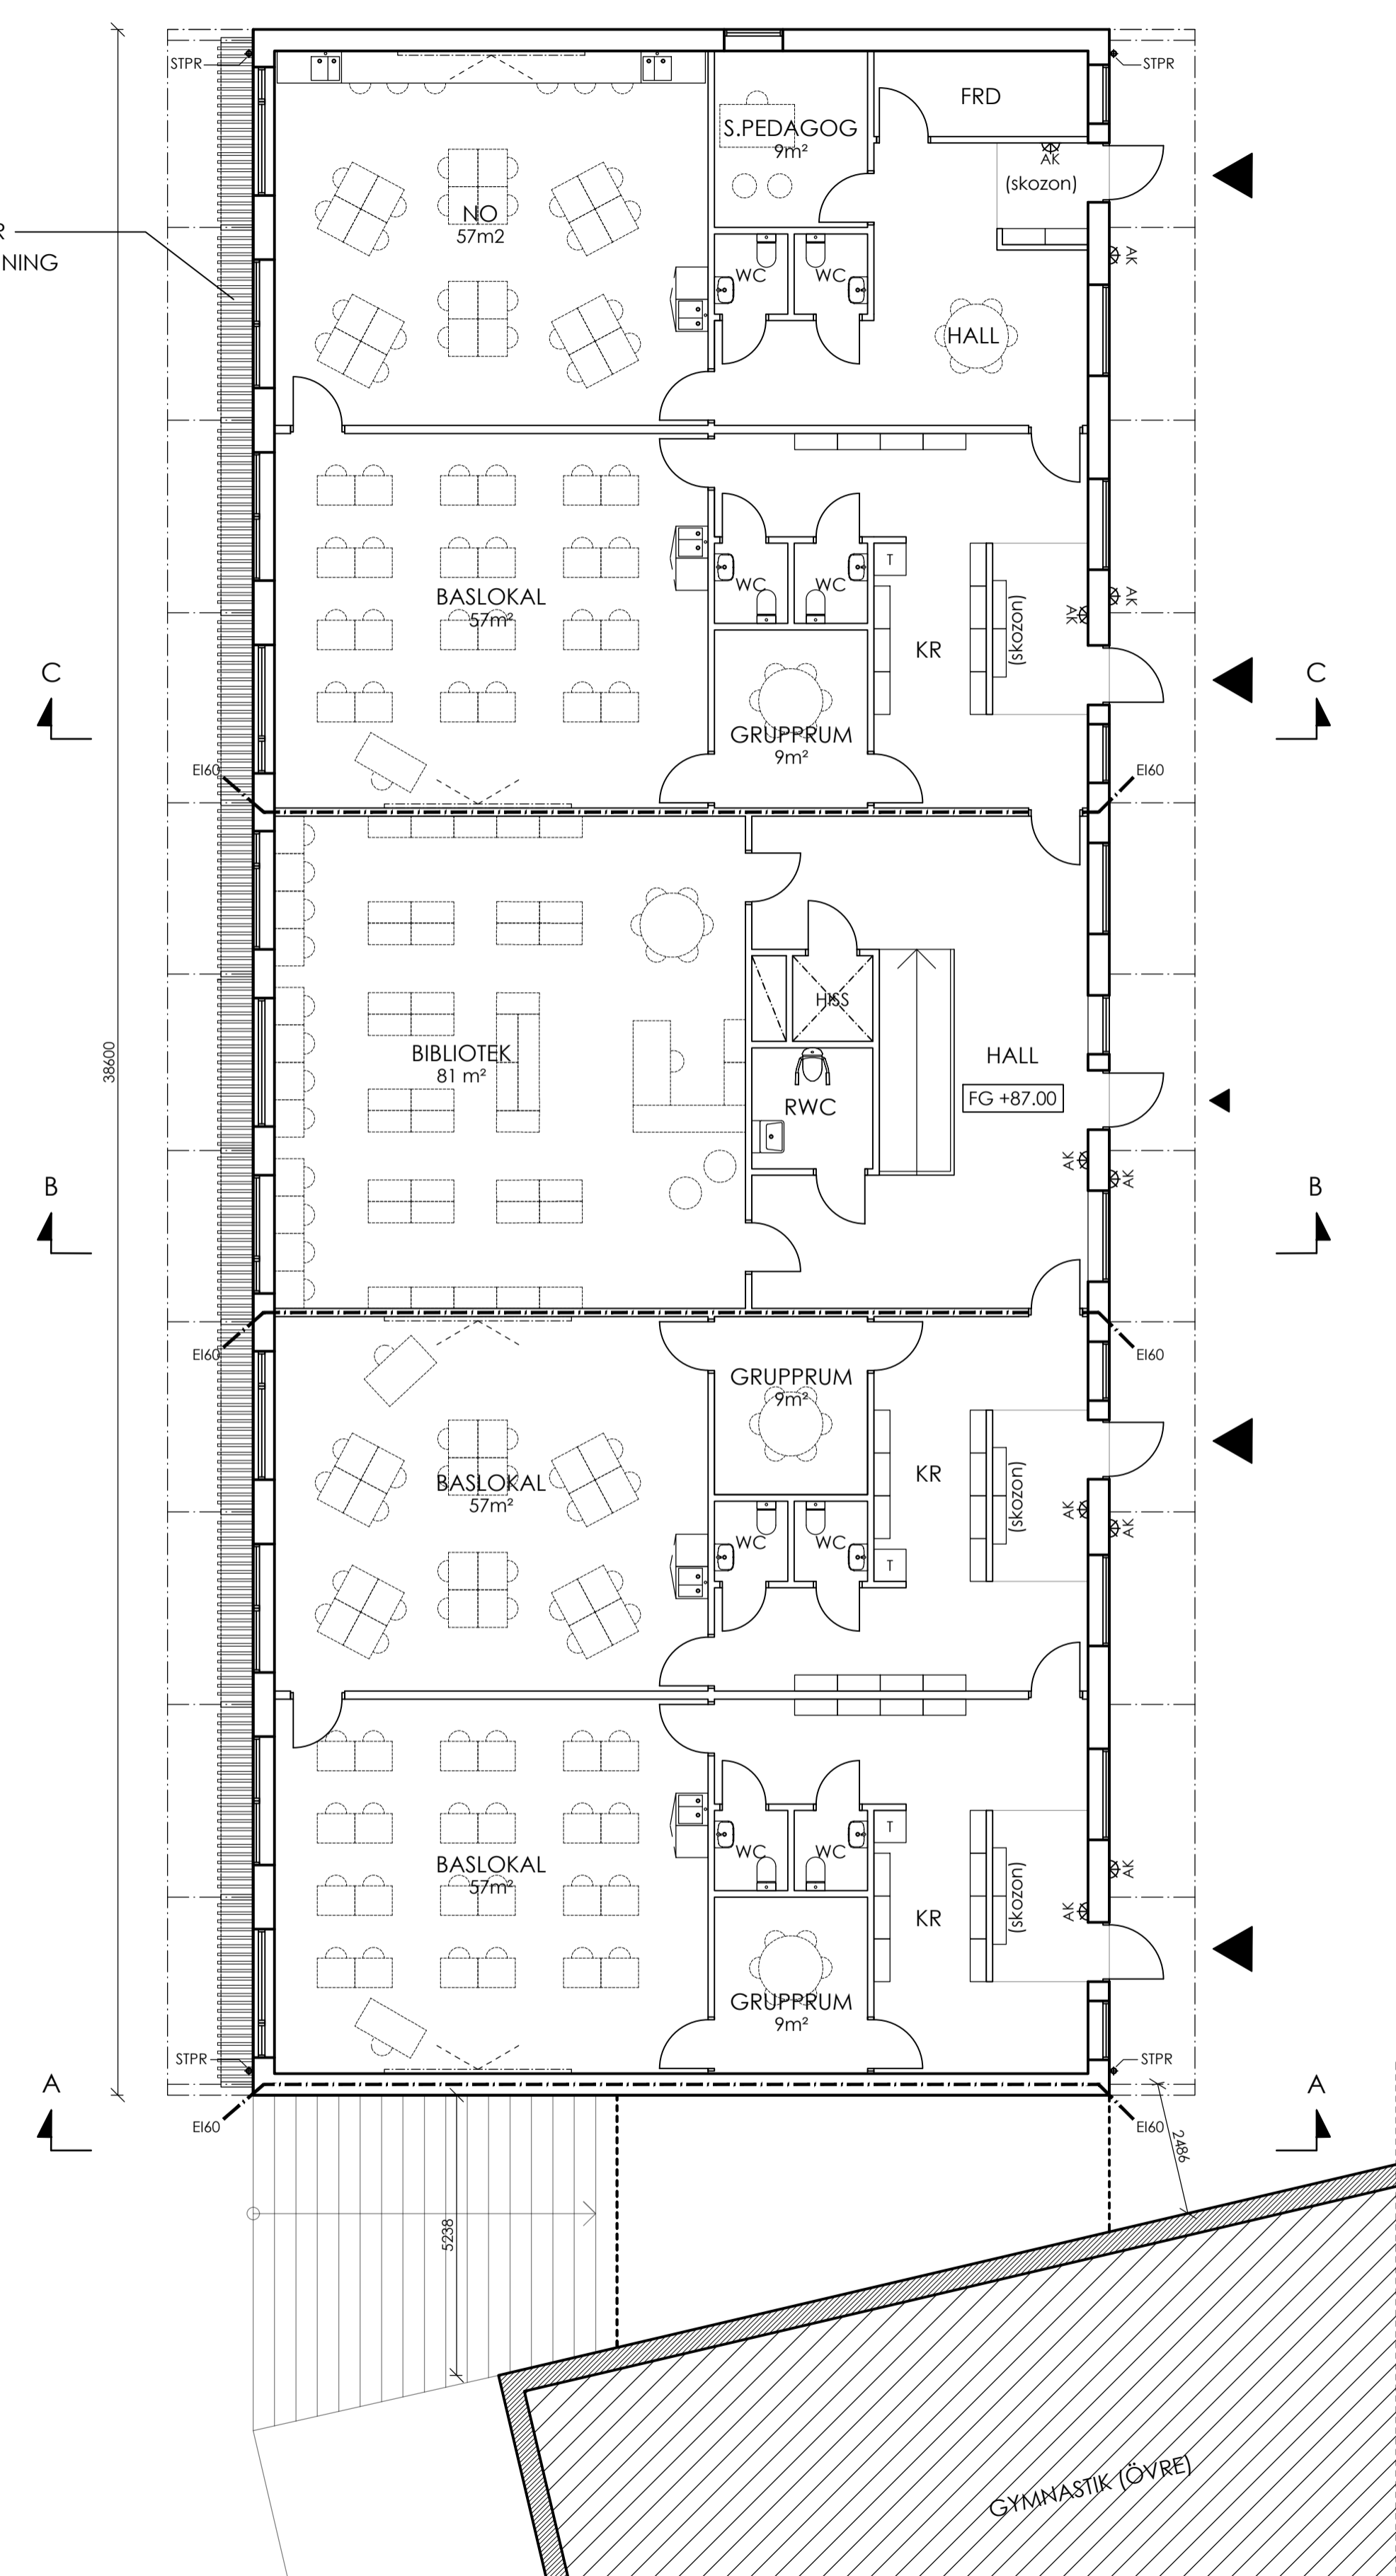 STPR
STPR
FRD
S.PEDAGOG
9m²
AK
(skozon)
NO
57m2
R
NING
AK
WC
WC
HALL
WC
WC
T
AK
AK
(skozon)
BASLOKAL
57m²
KR
C
C
GRUPPRUM
9m²
EI60
EI60
HISS
38600
BIBLIOTEK
81 m²
HALL
FG +87.00
RWC
AK
AK
B
B
EI60
EI60
GRUPPRUM
9m²
BASLOKAL
57m²
KR
(skozon)
AK
AK
WC
WC
T
WC
WC
T
BASLOKAL
57m²
AK
AK
(skozon)
KR
GRUPPRUM
9m²
STPR
STPR
A
A
EI60
EI60
2486
5238
GYMNASTIK (ÖVRE)